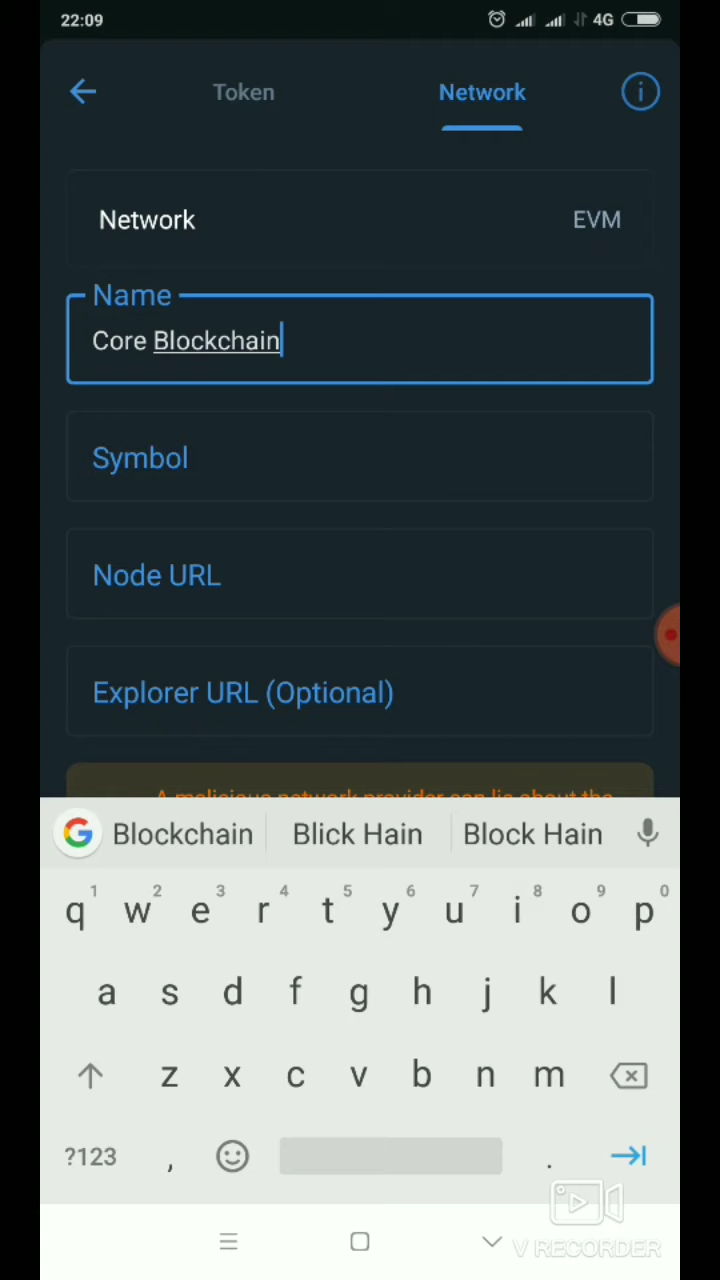 22:09 4G
Token Network
Network EVM
Name
Core Blockchain
Symbol
Node URL
Explorer URL (Optional)
A malicious network provider can lie about the
Blockchain Blick Hain Block Hain
1 2 3 4 5 6 7 8 9 0
q w e r t y u i o p
a s d f g h j k l
z x c v b n m
?123 , .
V RECORDER